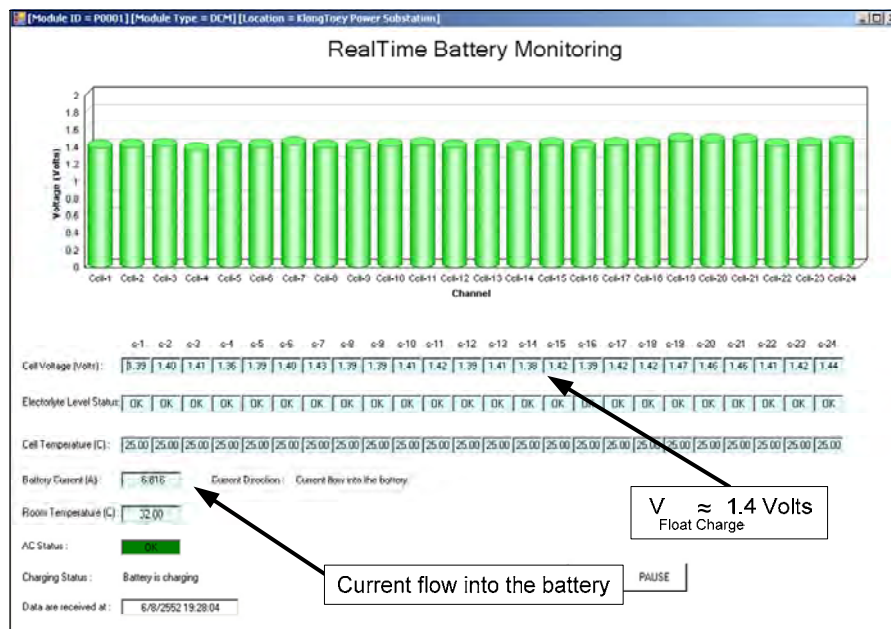 [Module ID = P0001] [Module Type = DCM] [Location = KlongToey Power Substation]
RealTime Battery Monitoring
2
1.8
1.6
1.4
1.2
1
0.8
0.6
0.4
0.2
0
Voltage (Volts)
Cell-1 Cell-2 Cell-3 Cell-4 Cell-5 Cell-6 Cell-7 Cell-8 Cell-9 Cell-10 Cell-11 Cell-12 Cell-13 Cell-14 Cell-15 Cell-16 Cell-17 Cell-18 Cell-19 Cell-20 Cell-21 Cell-22 Cell-23 Cell-24
Channel
c-1 c-2 c-3 c-4 c-5 c-6 c-7 c-8 c-9 c-10 c-11 c-12 c-13 c-14 c-15 c-16 c-17 c-18 c-19 c-20 c-21 c-22 c-23 c-24
Cell Voltage (Volts) : 1.39 1.40 1.41 1.36 1.39 1.40 1.43 1.39 1.39 1.41 1.42 1.39 1.41 1.38 1.42 1.39 1.42 1.42 1.47 1.46 1.46 1.41 1.42 1.44
Electorlyte Level Status: OK OK OK OK OK OK OK OK OK OK OK OK OK OK OK OK OK OK OK OK OK OK OK OK
Cell Temperature (C) : 25.00 25.00 25.00 25.00 25.00 25.00 25.00 25.00 25.00 25.00 25.00 25.00 25.00 25.00 25.00 25.00 25.00 25.00 25.00 25.00 25.00 25.00 25.00 25.00
Battery Current (A) : 6.816 Current Direction : Current flow into the battery.
Room Temperature (C) : 32.00
AC Status : OK
Charging Status : Battery is charging
Data are received at : 6/8/2552 19:28:04
V ≈ 1.4 Volts
Float Charge
Current flow into the battery
PAUSE